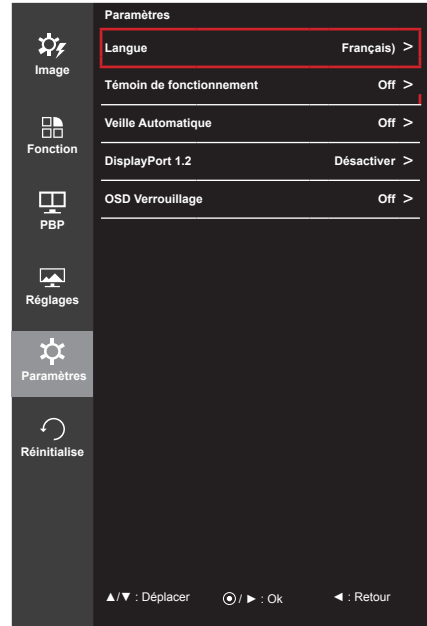 Paramètres
Image
Langue Français) >
Témoin de fonctionnement Off >
Fonction
Veille Automatique Off >
DisplayPort 1.2 Désactiver >
PBP
OSD Verrouillage Off >
Réglages
Paramètres
Réinitialise
▲/▼ : Déplacer ⦿/ ► : Ok ◄ : Retour